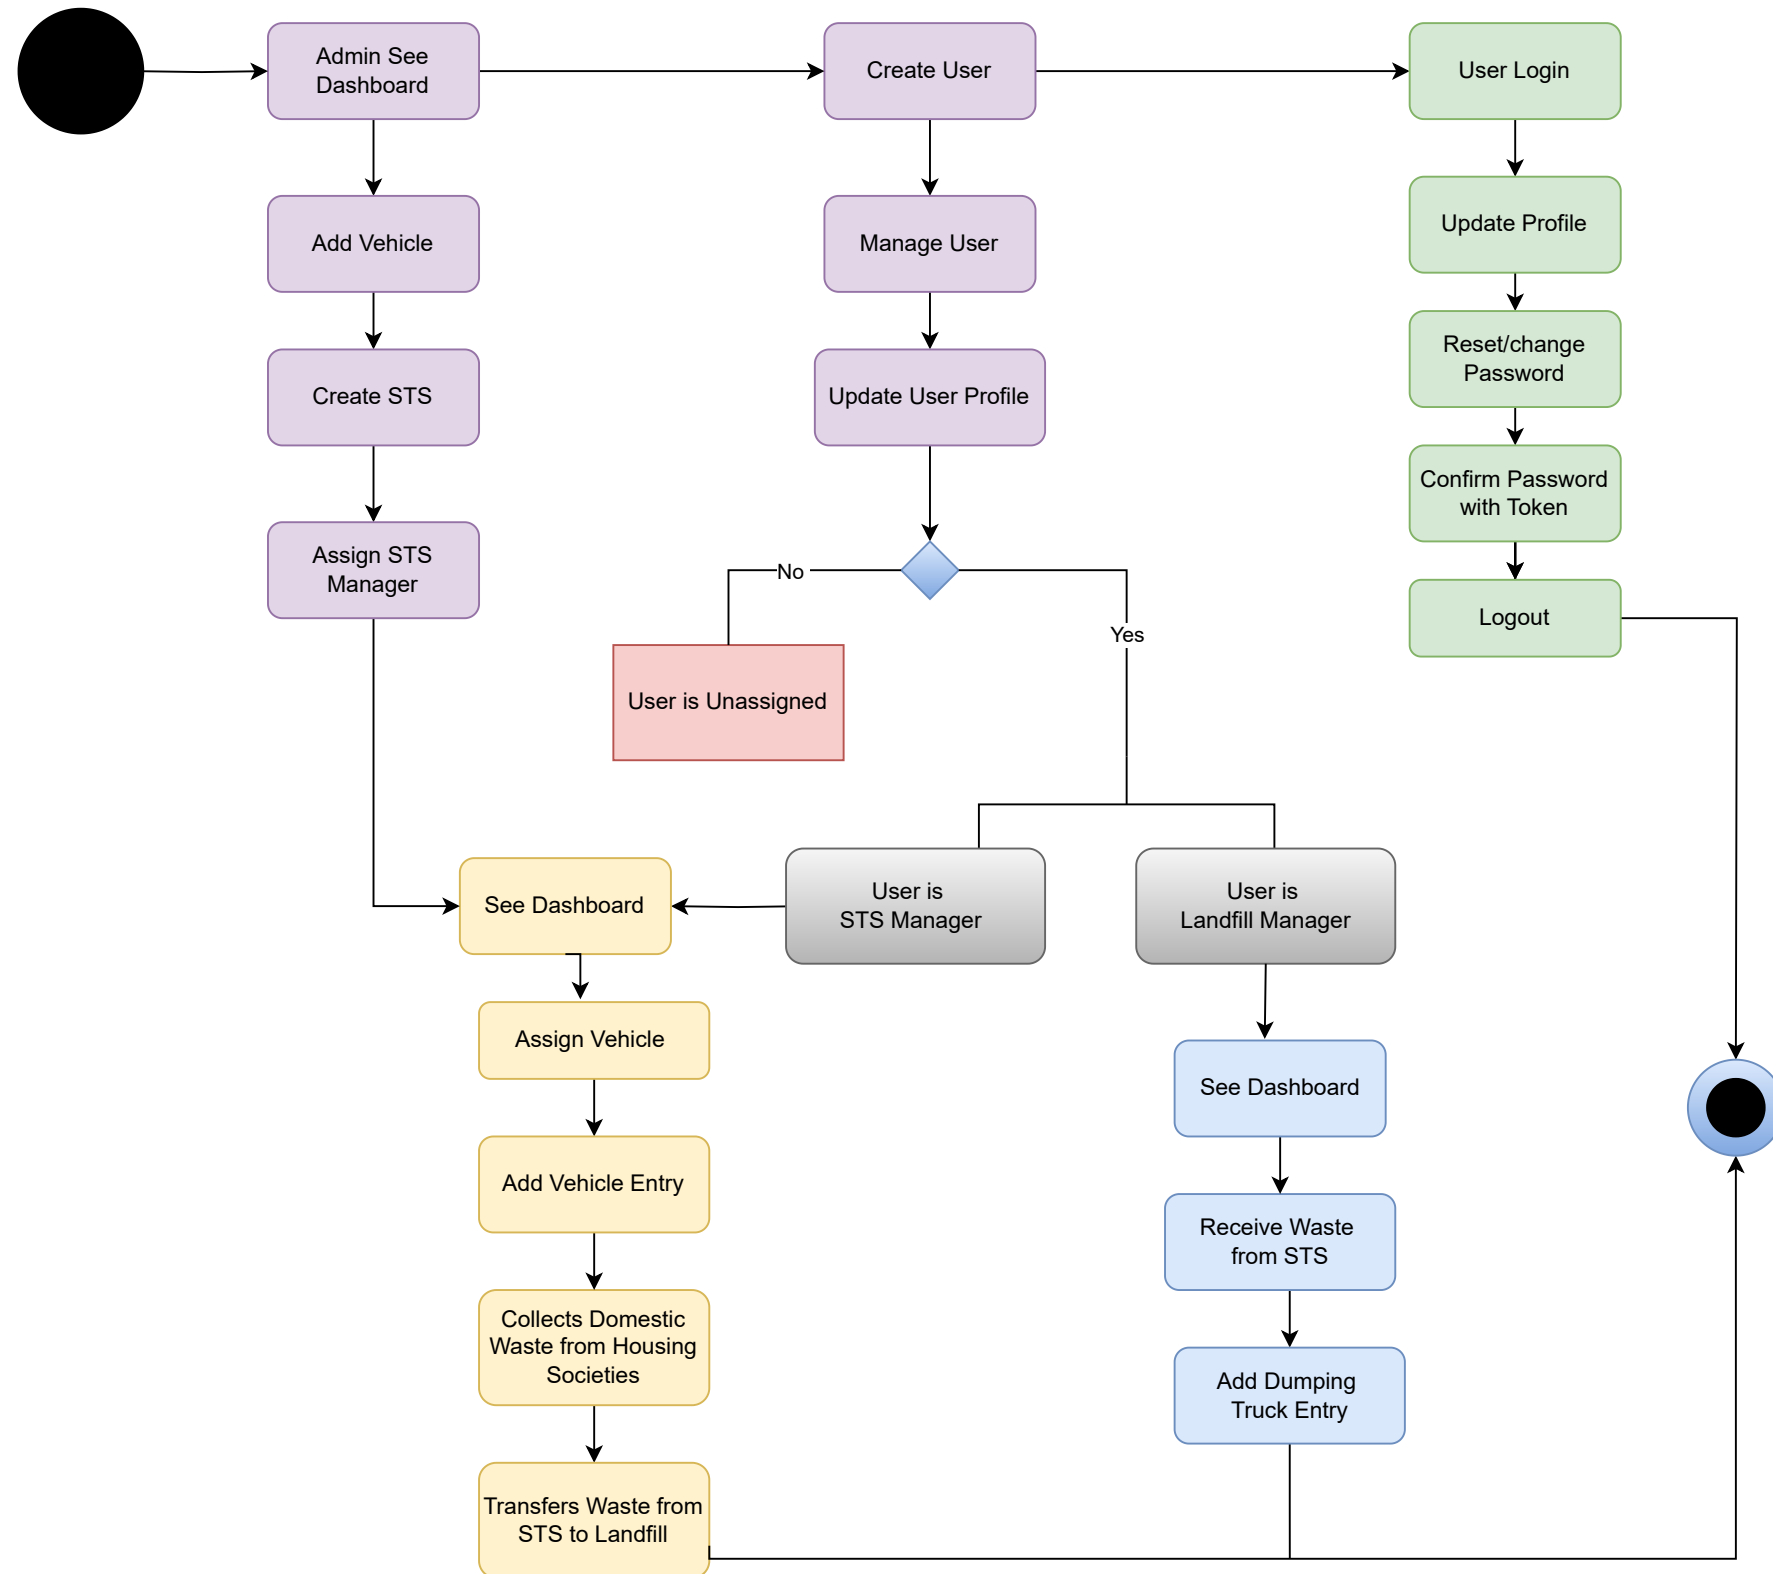 Admin See
Dashboard
Create User
User Login
Add Vehicle
Manage User
Update Profile
Create STS
Update User Profile
Reset/change
Password
Confirm Password
with Token
Assign STS
Manager
No
Yes
Logout
User is Unassigned
See Dashboard
User is
STS Manager
User is
Landfill Manager
Assign Vehicle
See Dashboard
Add Vehicle Entry
Receive Waste
from STS
Collects Domestic
Waste from Housing
Societies
Add Dumping
Truck Entry
Transfers Waste from
STS to Landfill